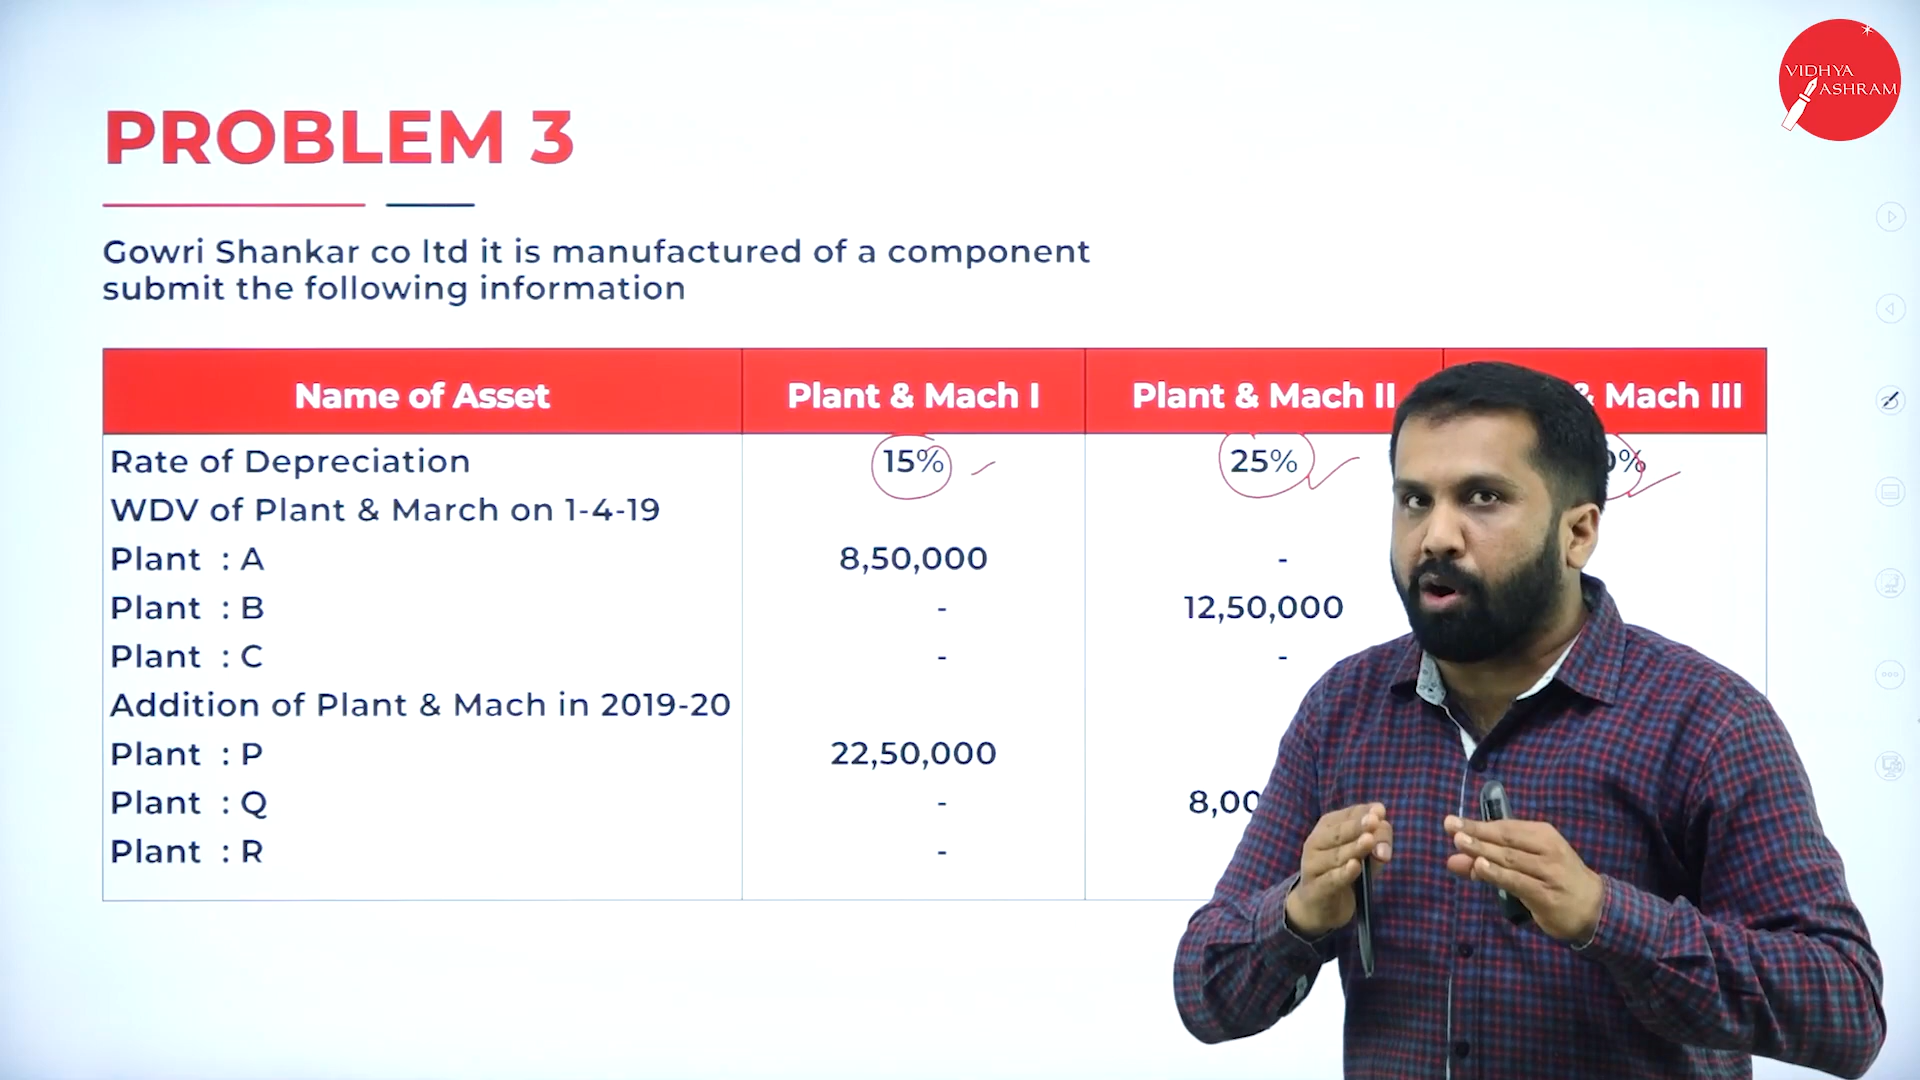 VIDHYA
ASHRAM
PROBLEM 3
Gowri Shankar co ltd it is manufactured of a component
submit the following information
Name of Asset Plant & Mach I Plant & Mach II & Mach III
Rate of Depreciation 15% 25% %
WDV of Plant & March on 1-4-19
Plant : A 8,50,000 -
Plant : B - 12,50,000
Plant : C - -
Addition of Plant & Mach in 2019-20
Plant : P 22,50,000
Plant : Q - 8,00
Plant : R -